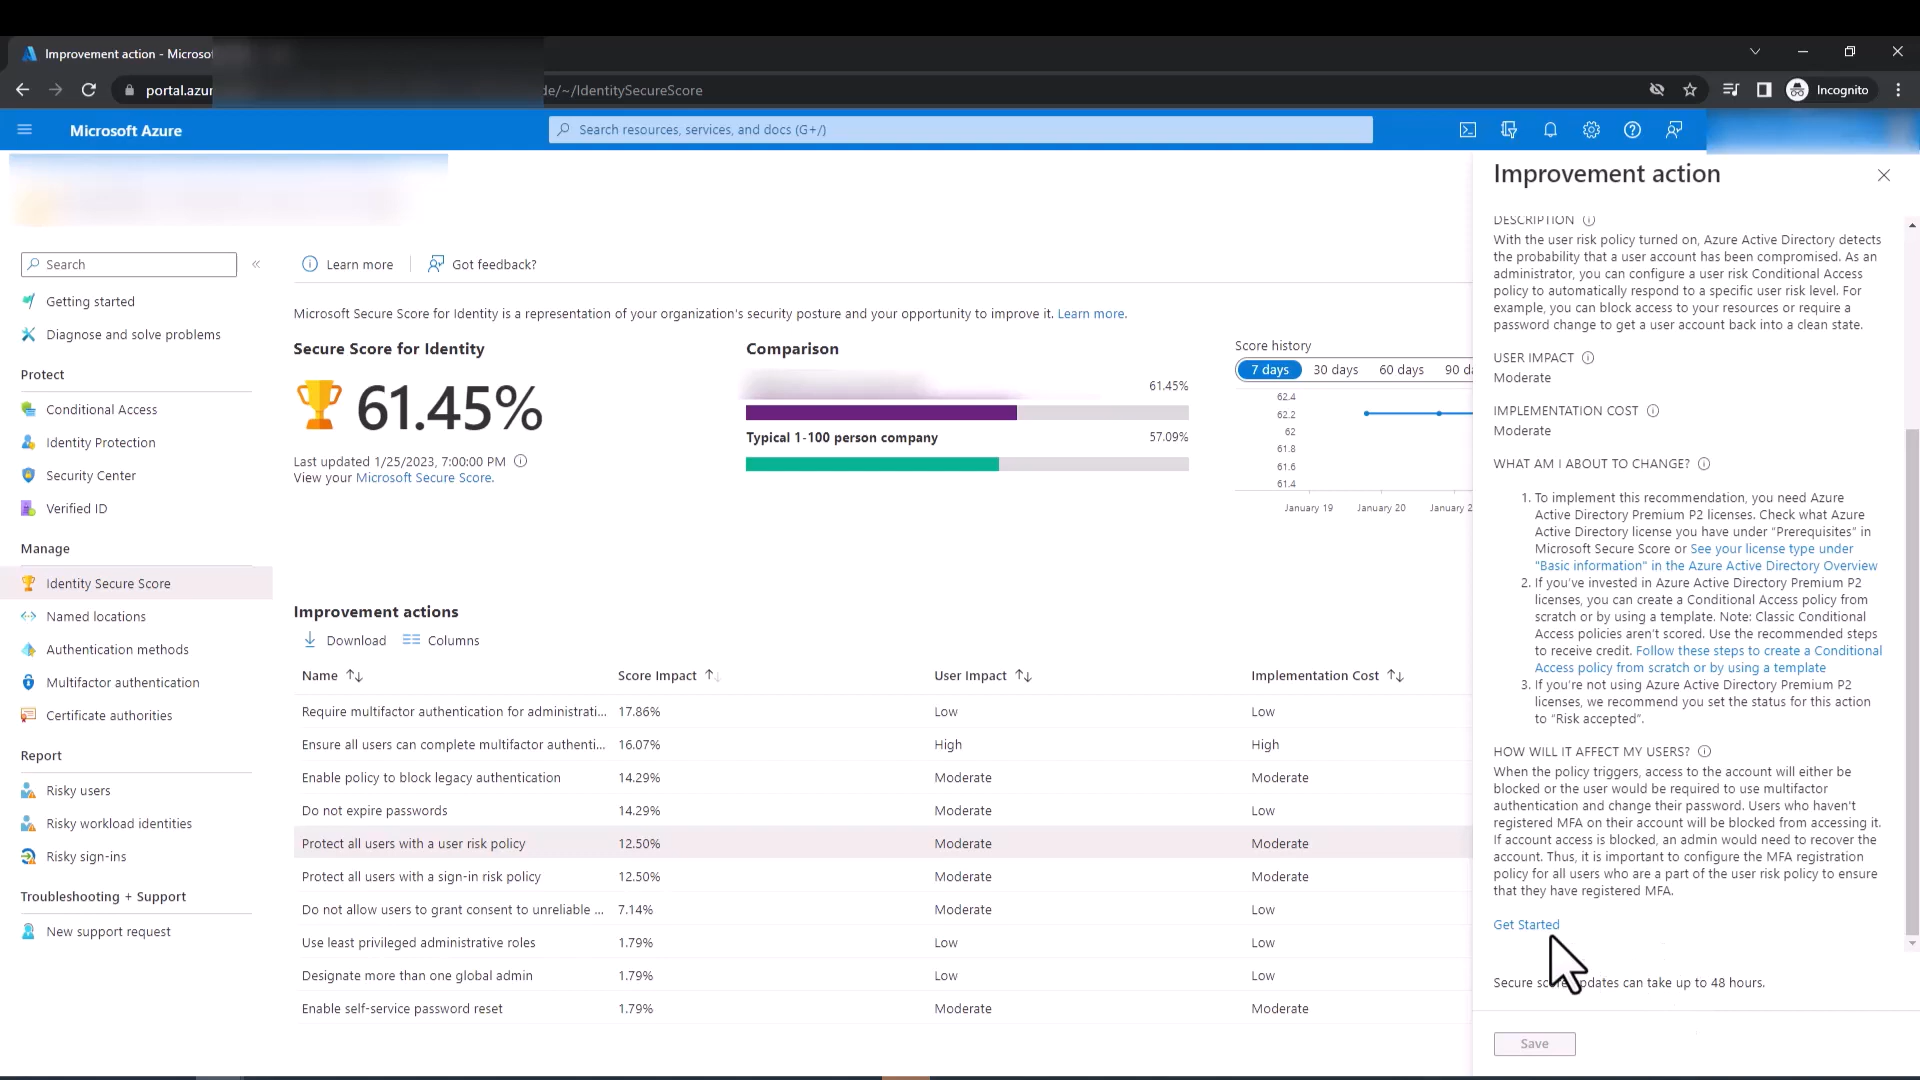 Improvement action - Microsof
portal.azur
de/~/IdentitySecureScore
Incognito
Microsoft Azure
Search resources, services, and docs (G+/)
Search
Getting started
Diagnose and solve problems
Protect
Conditional Access
Identity Protection
Security Center
Verified ID
Manage
Identity Secure Score
Named locations
Authentication methods
Multifactor authentication
Certificate authorities
Report
Risky users
Risky workload identities
Risky sign-ins
Troubleshooting + Support
New support request
Learn more
Got feedback?
Microsoft Secure Score for Identity is a representation of your organization's security posture and your opportunity to improve it. Learn more.
Secure Score for Identity
61.45%
Last updated 1/25/2023, 7:00:00 PM
View your Microsoft Secure Score.
Comparison
61.45%
Typical 1-100 person company 57.09%
Score history
7 days 30 days 60 days 90 da
62.4
62.2
62
61.8
61.6
61.4
January 19 January 20 January 2
Improvement actions
Download Columns
Name Score Impact User Impact Implementation Cost
Require multifactor authentication for administrati... 17.86% Low Low
Ensure all users can complete multifactor authenti... 16.07% High High
Enable policy to block legacy authentication 14.29% Moderate Moderate
Do not expire passwords 14.29% Moderate Low
Protect all users with a user risk policy 12.50% Moderate Moderate
Protect all users with a sign-in risk policy 12.50% Moderate Moderate
Do not allow users to grant consent to unreliable ... 7.14% Moderate Low
Use least privileged administrative roles 1.79% Low Low
Designate more than one global admin 1.79% Low Low
Enable self-service password reset 1.79% Moderate Moderate
Improvement action
DESCRIPTION
With the user risk policy turned on, Azure Active Directory detects
the probability that a user account has been compromised. As an
administrator, you can configure a user risk Conditional Access
policy to automatically respond to a specific user risk level. For
example, you can block access to your resources or require a
password change to get a user account back into a clean state.
USER IMPACT
Moderate
IMPLEMENTATION COST
Moderate
WHAT AM I ABOUT TO CHANGE?
1. To implement this recommendation, you need Azure
Active Directory Premium P2 licenses. Check what Azure
Active Directory license you have under “Prerequisites” in
Microsoft Secure Score or See your license type under
"Basic information" in the Azure Active Directory Overview
2. If you’ve invested in Azure Active Directory Premium P2
licenses, you can create a Conditional Access policy from
scratch or by using a template. Note: Classic Conditional
Access policies aren’t scored. Use the recommended steps
to receive credit. Follow these steps to create a Conditional
Access policy from scratch or by using a template
3. If you’re not using Azure Active Directory Premium P2
licenses, we recommend you set the status for this action
to “Risk accepted”.
HOW WILL IT AFFECT MY USERS?
When the policy triggers, access to the account will either be
blocked or the user would be required to use multifactor
authentication and change their password. Users who haven’t
registered MFA on their account will be blocked from accessing it.
If account access is blocked, an admin would need to recover the
account. Thus, it is important to configure the MFA registration
policy for all users who are a part of the user risk policy to ensure
that they have registered MFA.
Get Started
Secure score updates can take up to 48 hours.
Save